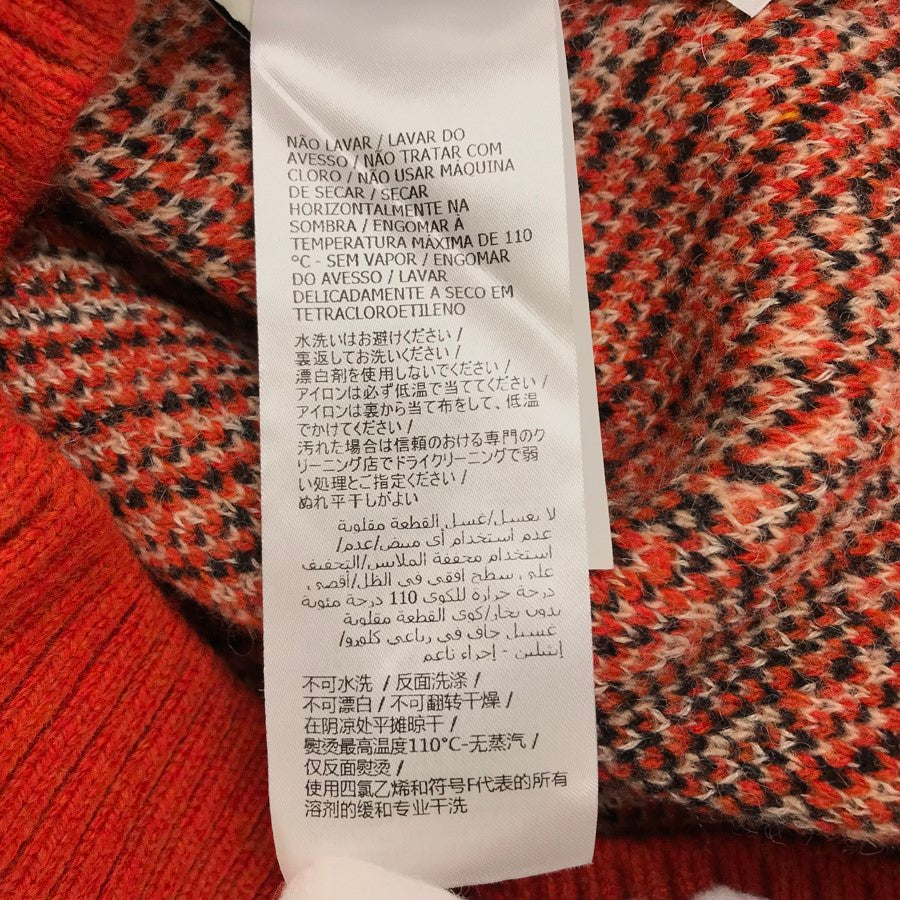 NÃO LAVAR / LAVAR DO
AVESSO / NÃO TRATAR COM
CLORO / NÃO USAR MÁQUINA
DE SECAR / SECAR
HORIZONTALMENTE NA
SOMBRA / ENGOMAR À
TEMPERATURA MÁXIMA DE 110
°C - SEM VAPOR / ENGOMAR
DO AVESSO / LAVAR
DELICADAMENTE A SECO EM
TETRACLOROETILENO
水洗いはお避けください /
裏返してお洗いください /
漂白剤を使用しないでください /
アイロンは必ず低温で当ててください /
アイロンは裏から当て布をして、低温
でかけてください /
汚れた場合は信頼のおける専門のク
リーニング店でドライクリーニングで弱
い処理とご指定ください /
ぬれ平干しがよい
لا يغسل/غسل القطعة مقلوبة
عدم استخدام أي مبيض/عدم/
استخدام مجففة الملابس/التجفيف
على سطح افقي في الظل/أقصى
درجة حرارة للكوي 110 درجة مئوية
بدون بخار/كوي القطعة مقلوبة
غسيل جاف في رباعي كلورو/
إيثيلين - إجراء ناعم
不可水洗 / 反面洗涤 /
不可漂白 / 不可翻转干燥 /
在阴凉处平摊晾干 /
熨烫最高温度110°C-无蒸汽 /
仅反面熨烫 /
使用四氯乙烯和符号F代表的所有
溶剂的缓和专业干洗